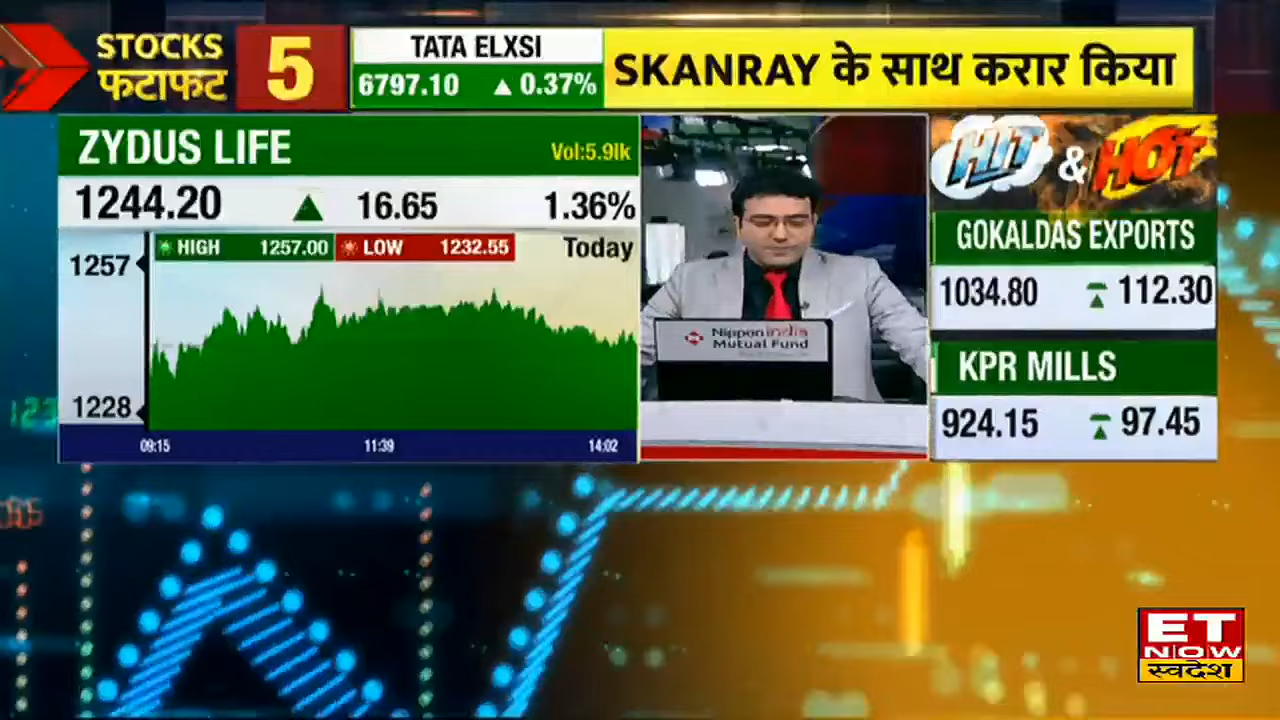 STOCKS
फटाफट
5
TATA ELXSI
6797.10 ▲ 0.37%
SKANRAY के साथ करार किया
ZYDUS LIFE
Vol:5.9lk
1244.20 ▲ 16.65 1.36%
HIGH 1257.00 LOW 1232.55 Today
1257
1228
09:15 11:39 14:02
Nippon india
Mutual Fund
HIT & HOT
GOKALDAS EXPORTS
1034.80 112.30
KPR MILLS
924.15 97.45
ET
NOW
स्वदेश